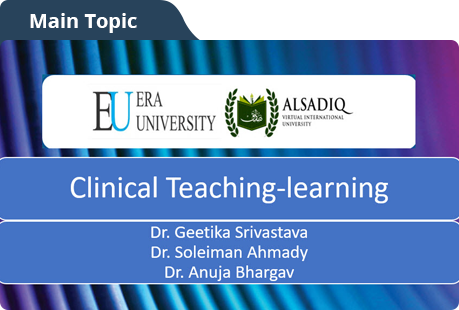 Main Topic
EU ERA
UNIVERSITY
ALSADIQ
VIRTUAL INTERNATIONAL
UNIVERSITY
Clinical Teaching-learning
Dr. Geetika Srivastava
Dr. Soleiman Ahmady
Dr. Anuja Bhargav